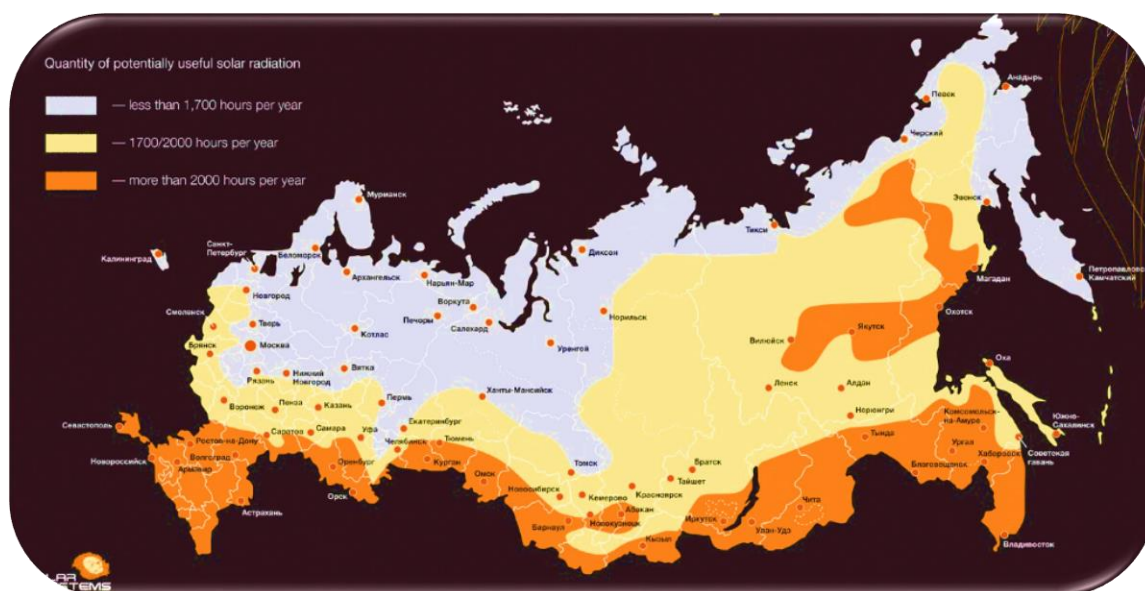 Quantity of potentially useful solar radiation
— less than 1,700 hours per year
— 1700/2000 hours per year
— more than 2000 hours per year
Анадырь
Певек
Черский
Эвенск
Мурманск
Тикси
Санкт-
Петербург
Беломорск
Калининград
Диксон
Петропавловск
Камчатский
Архангельск
Нарьян-Мар
Магадан
Новгород
Воркута
Норильск
Охотск
Смоленск
Тверь
Печоры
Салехард
Котлас
Якутск
Вилюйск
Москва
Уренгой
Брянск
Вятка
Оха
Рязань
Нижний
Новгород
Ханты-Мансийск
Ленск
Алдан
Воронеж
Пенза
Казань
Пермь
Нерюнгри
Комсомольск-
на-Амуре
Южно-
Сахалинск
Севастополь
Саратов
Самара
Уфа
Екатеринбург
Тюмень
Тында
Ростов-на-Дону
Челябинск
Ургал
Советская
гавань
Новороссийск
Волгоград
Армавир
Оренбург
Курган
Томск
Братск
Хабаровск
Омск
Тайшет
Благовещенск
Орск
Новосибирск
Кемерово
Красноярск
Чита
Астрахань
Абакан
Барнаул
Новокузнецк
Иркутск
Улан-Удэ
Кызыл
Владивосток